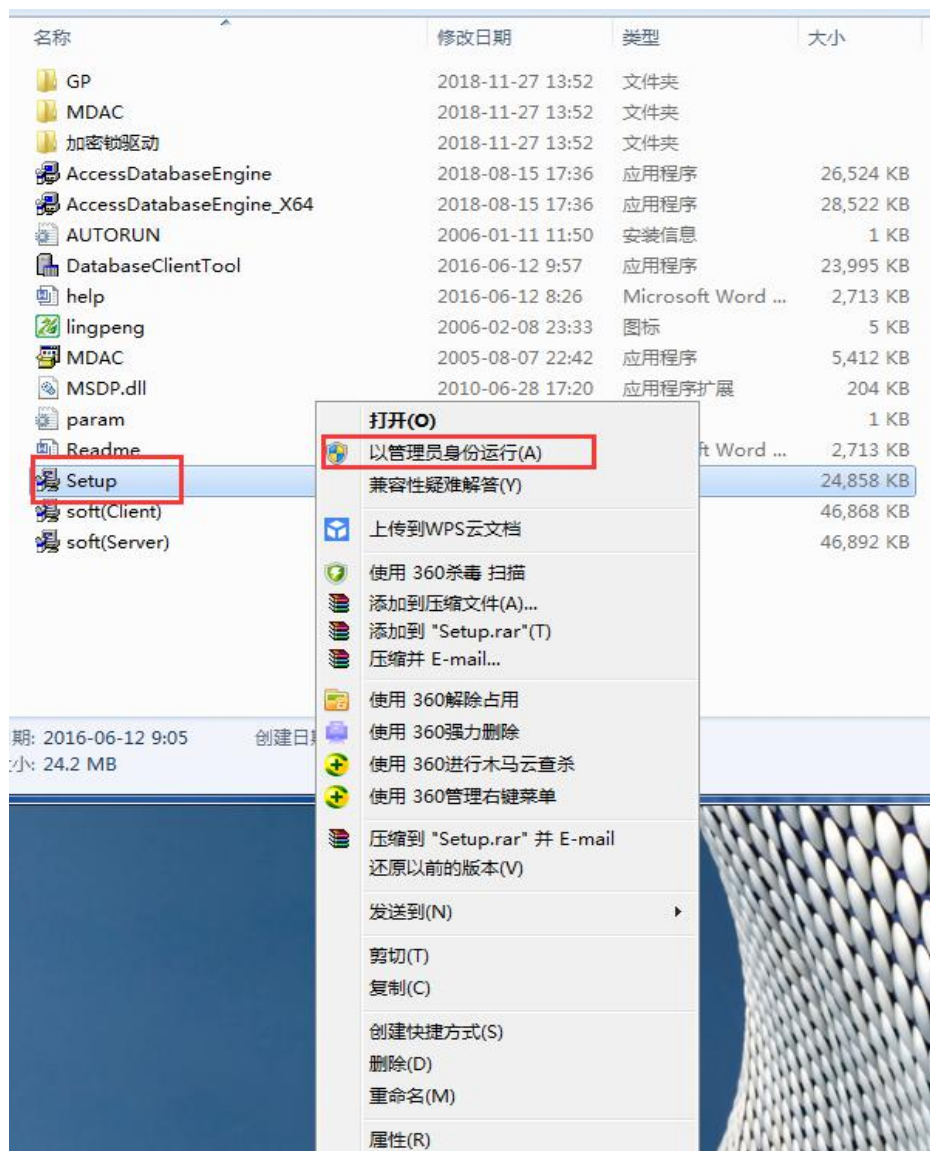 名称 修改日期 类型 大小
GP 2018-11-27 13:52 文件夹
MDAC 2018-11-27 13:52 文件夹
加密锁驱动 2018-11-27 13:52 文件夹
AccessDatabaseEngine 2018-08-15 17:36 应用程序 26,524 KB
AccessDatabaseEngine_X64 2018-08-15 17:36 应用程序 28,522 KB
AUTORUN 2006-01-11 11:50 安装信息 1 KB
DatabaseClientTool 2016-06-12 9:57 应用程序 23,995 KB
help 2016-06-12 8:26 Microsoft Word ... 2,713 KB
lingpeng 2006-02-08 23:33 图标 5 KB
MDAC 2005-08-07 22:42 应用程序 5,412 KB
MSDP.dll 2010-06-28 17:20 应用程序扩展 204 KB
param 1 KB
Readme ft Word ... 2,713 KB
Setup 24,858 KB
soft(Client) 46,868 KB
soft(Server) 46,892 KB
期: 2016-06-12 9:05 创建日
小: 24.2 MB
打开(O)
以管理员身份运行(A)
兼容性疑难解答(Y)
上传到WPS云文档
使用 360杀毒 扫描
添加到压缩文件(A)...
添加到 "Setup.rar"(T)
压缩并 E-mail...
使用 360解除占用
使用 360强力删除
使用 360进行木马云查杀
使用 360管理右键菜单
压缩到 "Setup.rar" 并 E-mail
还原以前的版本(V)
发送到(N)
剪切(T)
复制(C)
创建快捷方式(S)
删除(D)
重命名(M)
属性(R)